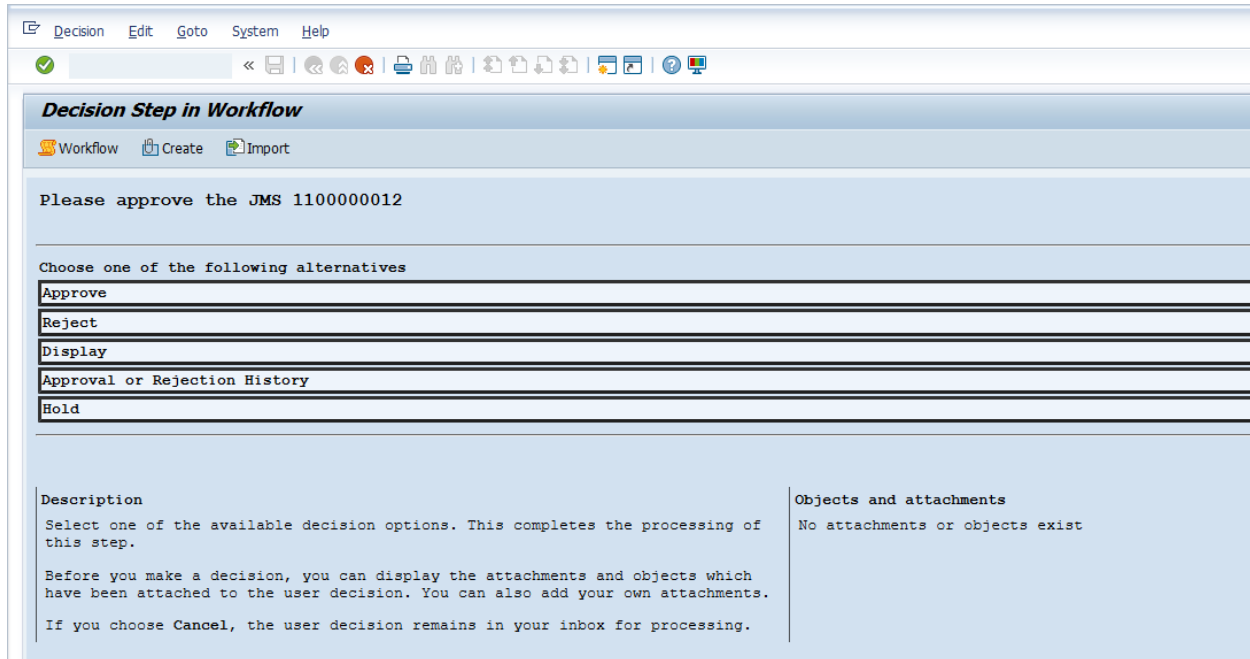 Decision Edit Goto System Help
«
Decision Step in Workflow
Workflow Create Import
Please approve the JMS 1100000012
Choose one of the following alternatives
Approve
Reject
Display
Approval or Rejection History
Hold
Description
Select one of the available decision options. This completes the processing of
this step.
Before you make a decision, you can display the attachments and objects which
have been attached to the user decision. You can also add your own attachments.
If you choose Cancel, the user decision remains in your inbox for processing.
Objects and attachments
No attachments or objects exist